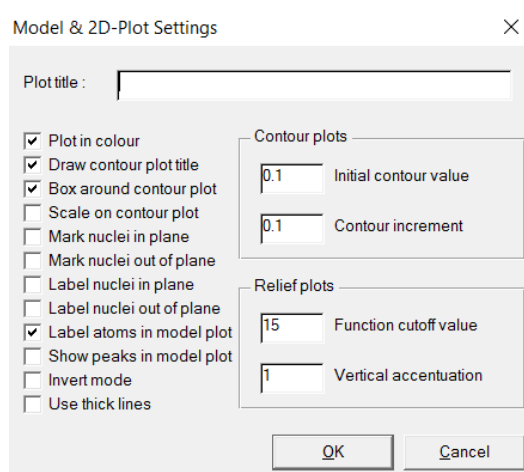 Model & 2D-Plot Settings
Plot title :
Plot in colour
Draw contour plot title
Box around contour plot
Scale on contour plot
Mark nuclei in plane
Mark nuclei out of plane
Label nuclei in plane
Label nuclei out of plane
Label atoms in model plot
Show peaks in model plot
Invert mode
Use thick lines
Contour plots
0.1 Initial contour value
0.1 Contour increment
Relief plots
15 Function cutoff value
1 Vertical accentuation
OK Cancel